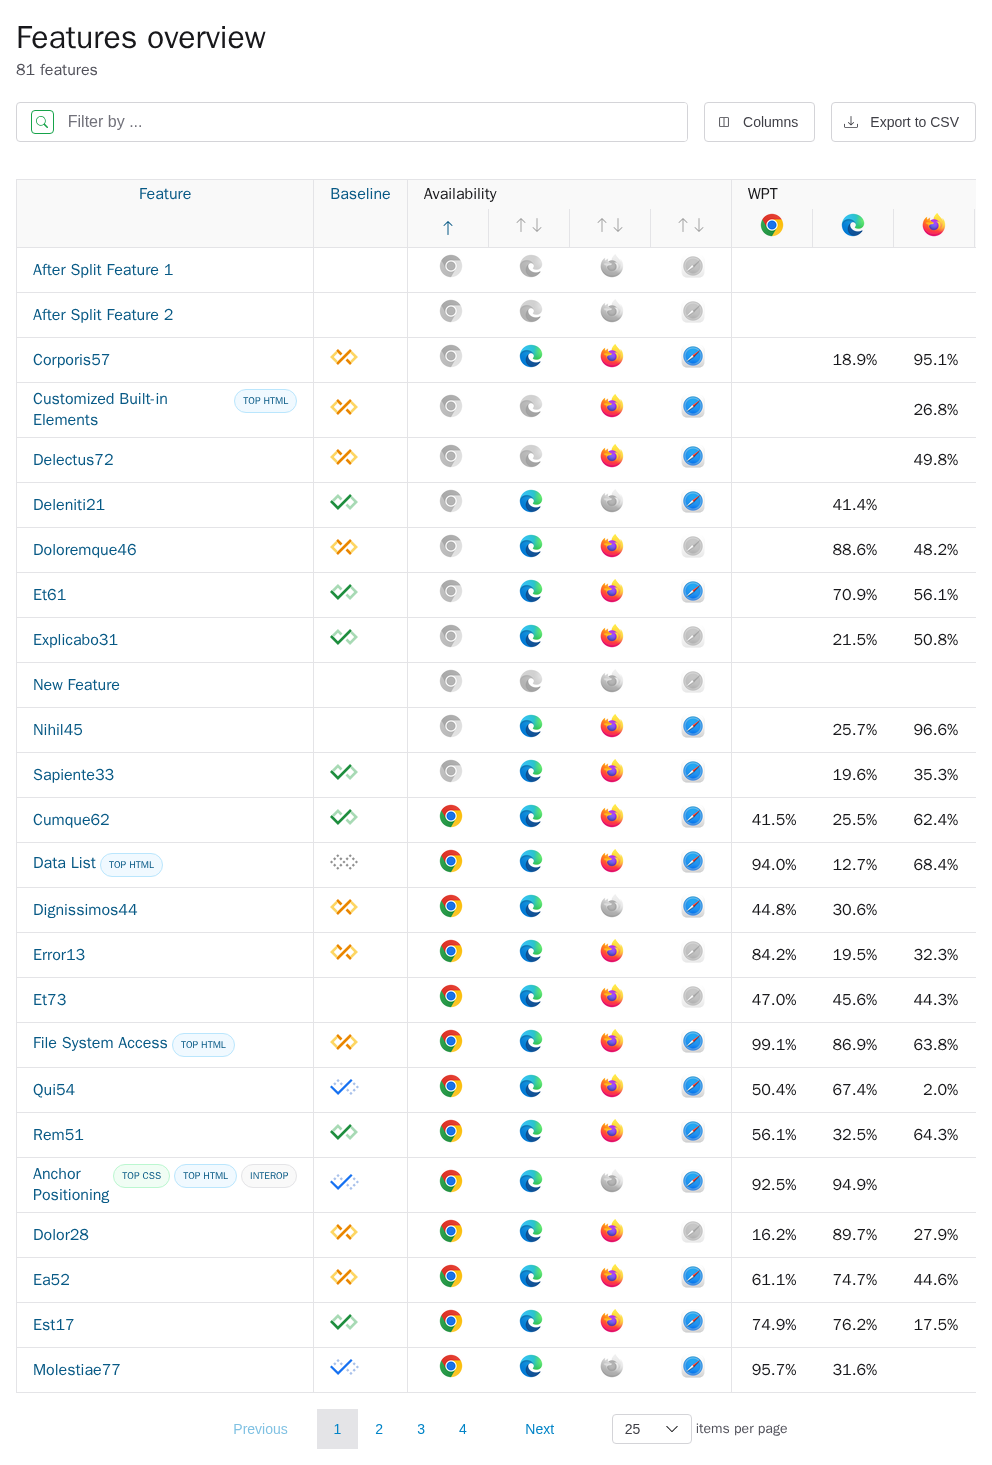 Features overview
81 features
Filter by ...
Columns
Export to CSV
Feature Baseline Availability WPT
After Split Feature 1
After Split Feature 2
Corporis57 18.9% 95.1%
Customized Built-in TOP HTML
Elements 26.8%
Delectus72 49.8%
Deleniti21 41.4%
Doloremque46 88.6% 48.2%
Et61 70.9% 56.1%
Explicabo31 21.5% 50.8%
New Feature
Nihil45 25.7% 96.6%
Sapiente33 19.6% 35.3%
Cumque62 41.5% 25.5% 62.4%
Data List TOP HTML 94.0% 12.7% 68.4%
Dignissimos44 44.8% 30.6%
Error13 84.2% 19.5% 32.3%
Et73 47.0% 45.6% 44.3%
File System Access TOP HTML 99.1% 86.9% 63.8%
Qui54 50.4% 67.4% 2.0%
Rem51 56.1% 32.5% 64.3%
Anchor TOP CSS TOP HTML INTEROP
Positioning 92.5% 94.9%
Dolor28 16.2% 89.7% 27.9%
Ea52 61.1% 74.7% 44.6%
Est17 74.9% 76.2% 17.5%
Molestiae77 95.7% 31.6%
Previous 1 2 3 4 Next 25 items per page